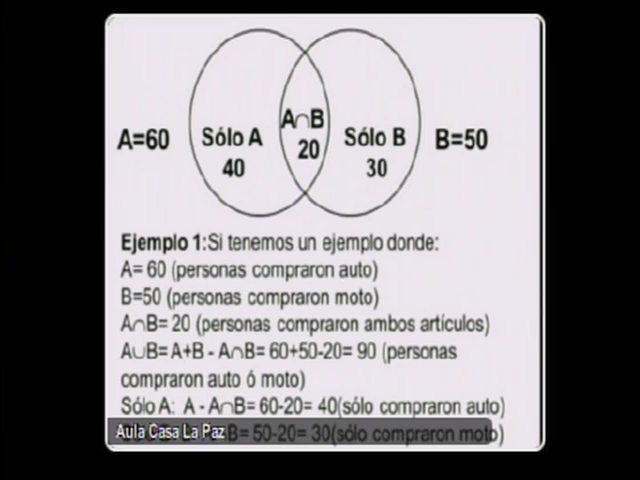 A∩B
A=60 Sólo A Sólo B B=50
20
40 30
Ejemplo 1:Si tenemos un ejemplo donde:
A= 60 (personas compraron auto)
B=50 (personas compraron moto)
A∩B= 20 (personas compraron ambos artículos)
A∪B= A+B - A∩B= 60+50-20= 90 (personas
compraron auto ó moto)
Sólo A: A - A∩B= 60-20= 40(sólo compraron auto)
Aula Casa La Paz B= 50-20= 30(sólo compraron moto)